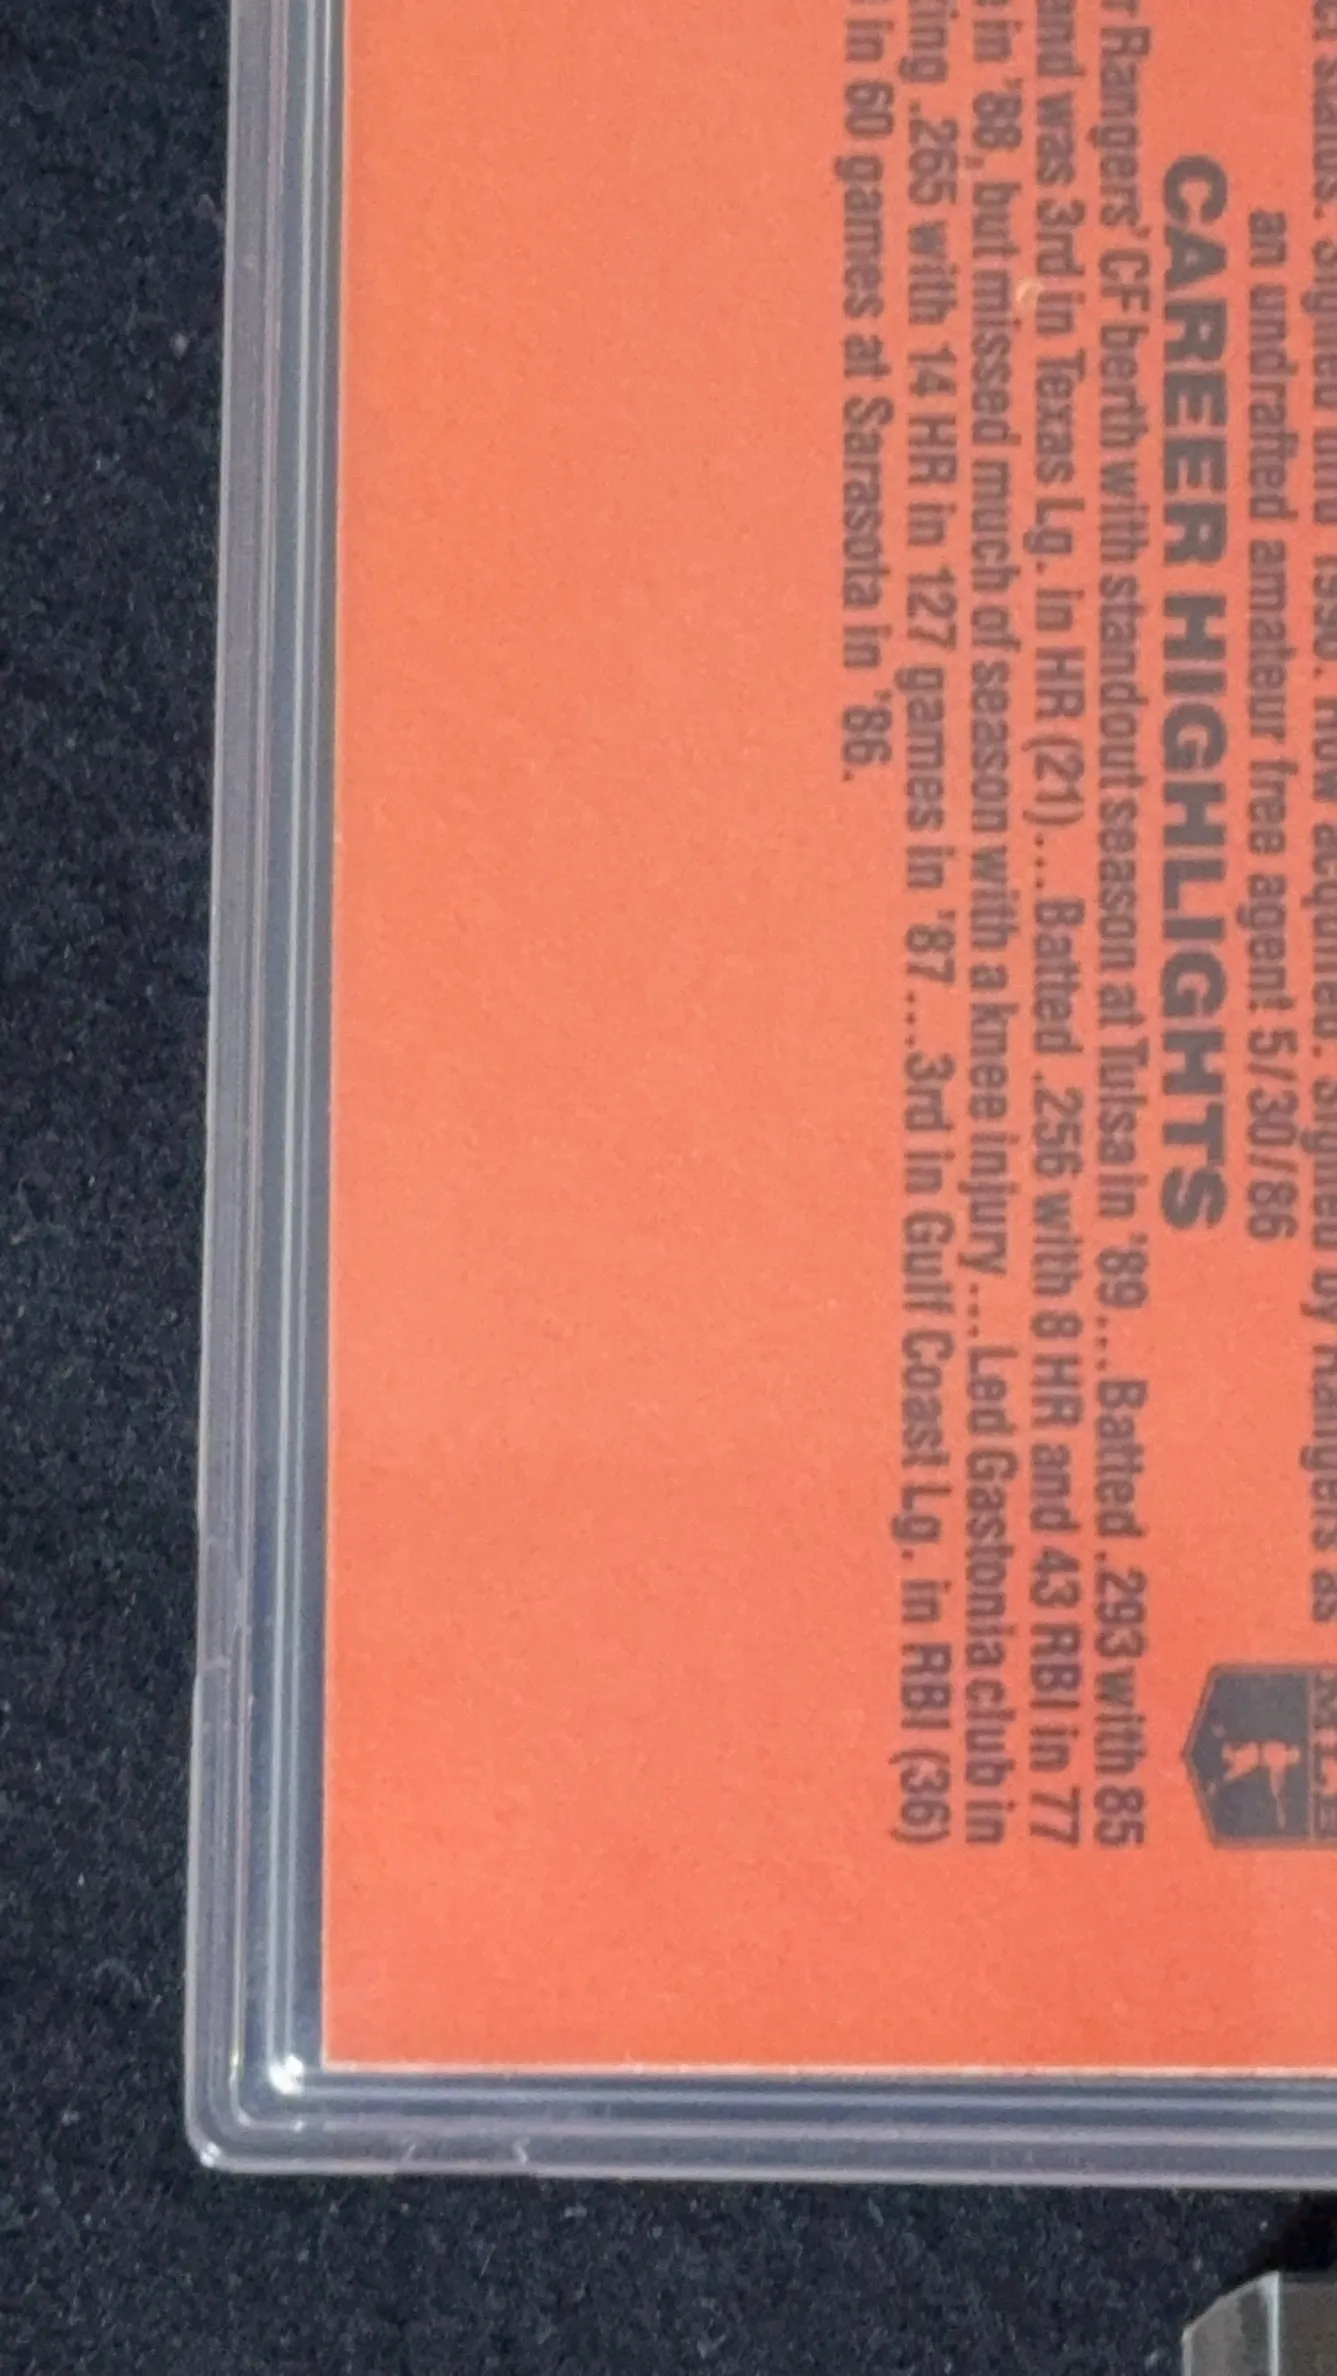 Signed by Rangers as
an undrafted amateur free agent 5/30/86
CAREER HIGHLIGHTS
Rangers' CF berth with standout season at Tulsa in '89....Batted .293 with 85
and was 3rd in Texas Lg. in HR (21)....Batted .256 with 8 HR and 43 RBI in 77
in '88, but missed much of season with a knee injury....Led Gastonia club in
.265 with 14 HR in 127 games in '87....3rd in Gulf Coast Lg. in RBI (36)
in 60 games at Sarasota in '86.